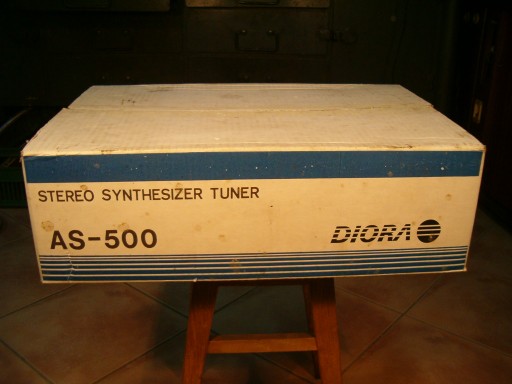 STEREO SYNTHESIZER TUNER
AS-500
DIORA